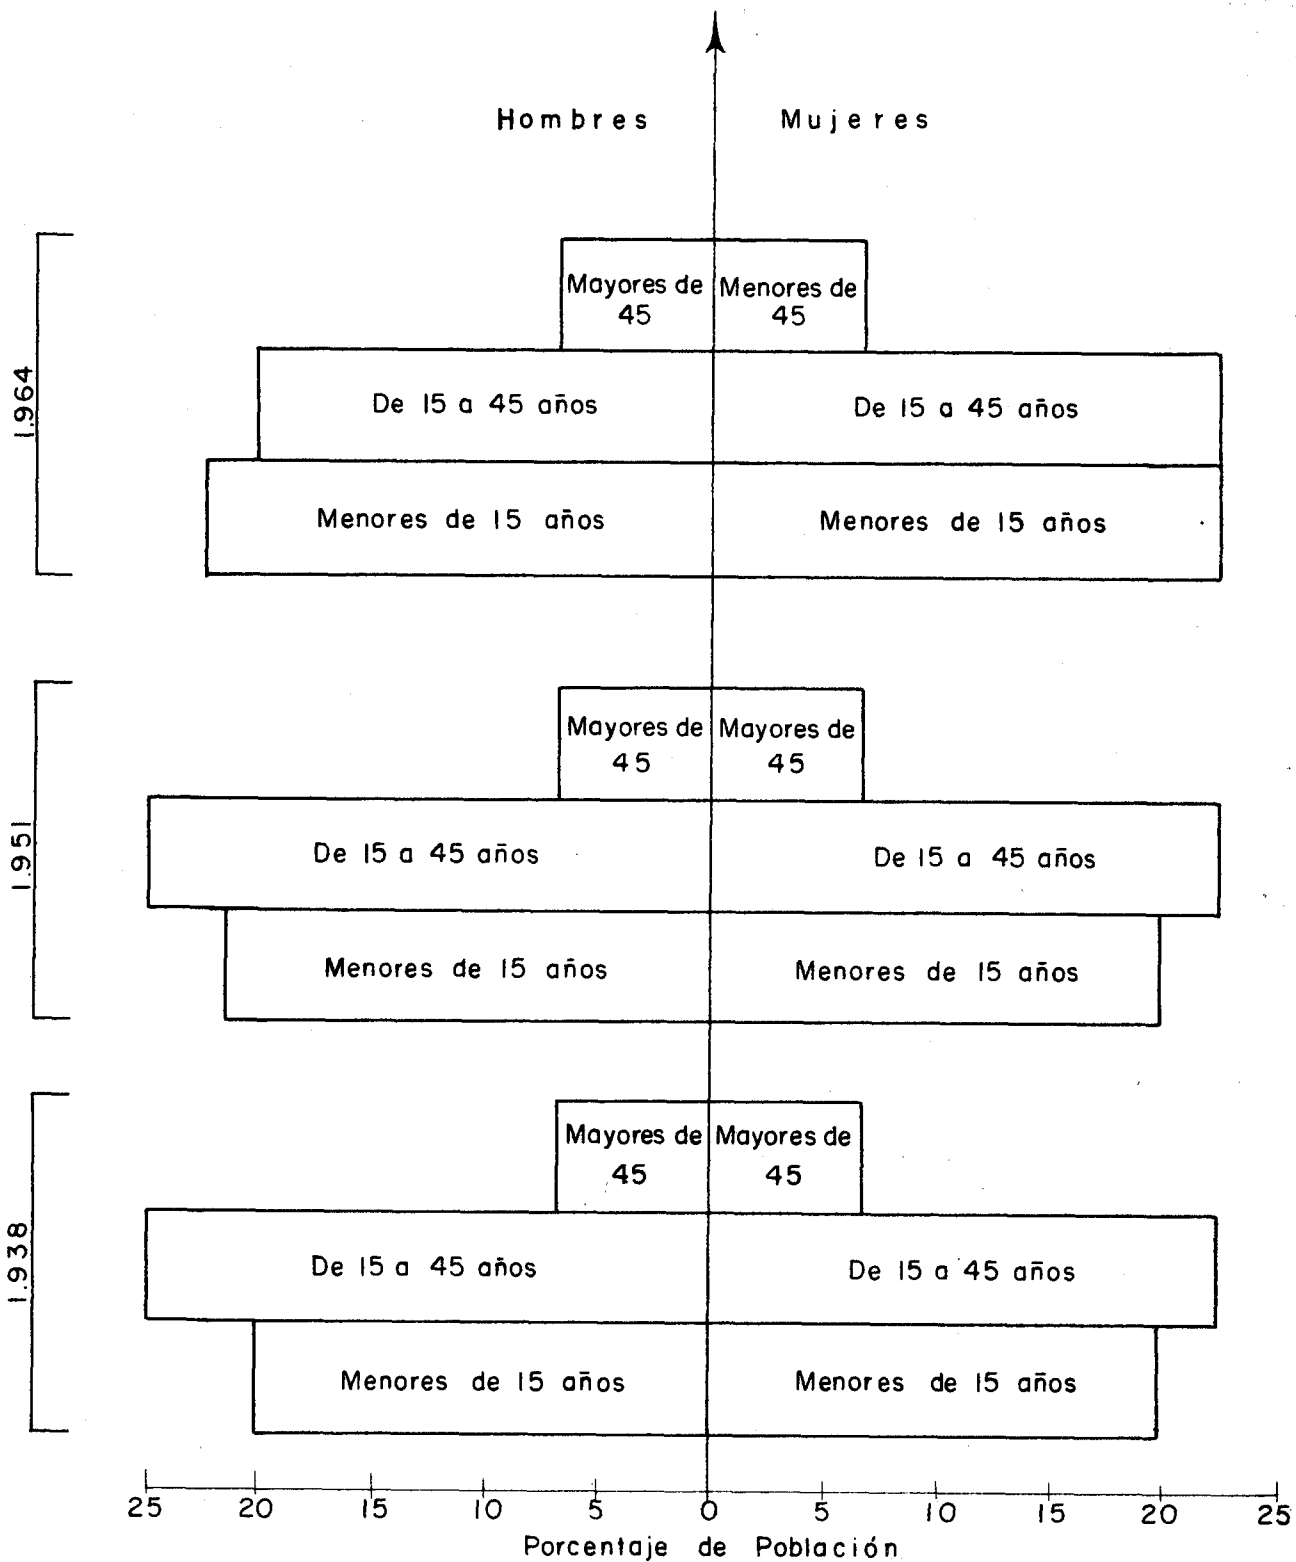 Hombres Mujeres
1.964
Mayores de Menores de
45 45
De 15 a 45 años De 15 a 45 años
Menores de 15 años Menores de 15 años
1.951
Mayores de Mayores de
45 45
De 15 a 45 años De 15 a 45 años
Menores de 15 años Menores de 15 años
1.938
Mayores de Mayores de
45 45
De 15 a 45 años De 15 a 45 años
Menores de 15 años Menores de 15 años
25 20 15 10 5 0 5 10 15 20 25
Porcentaje de Población